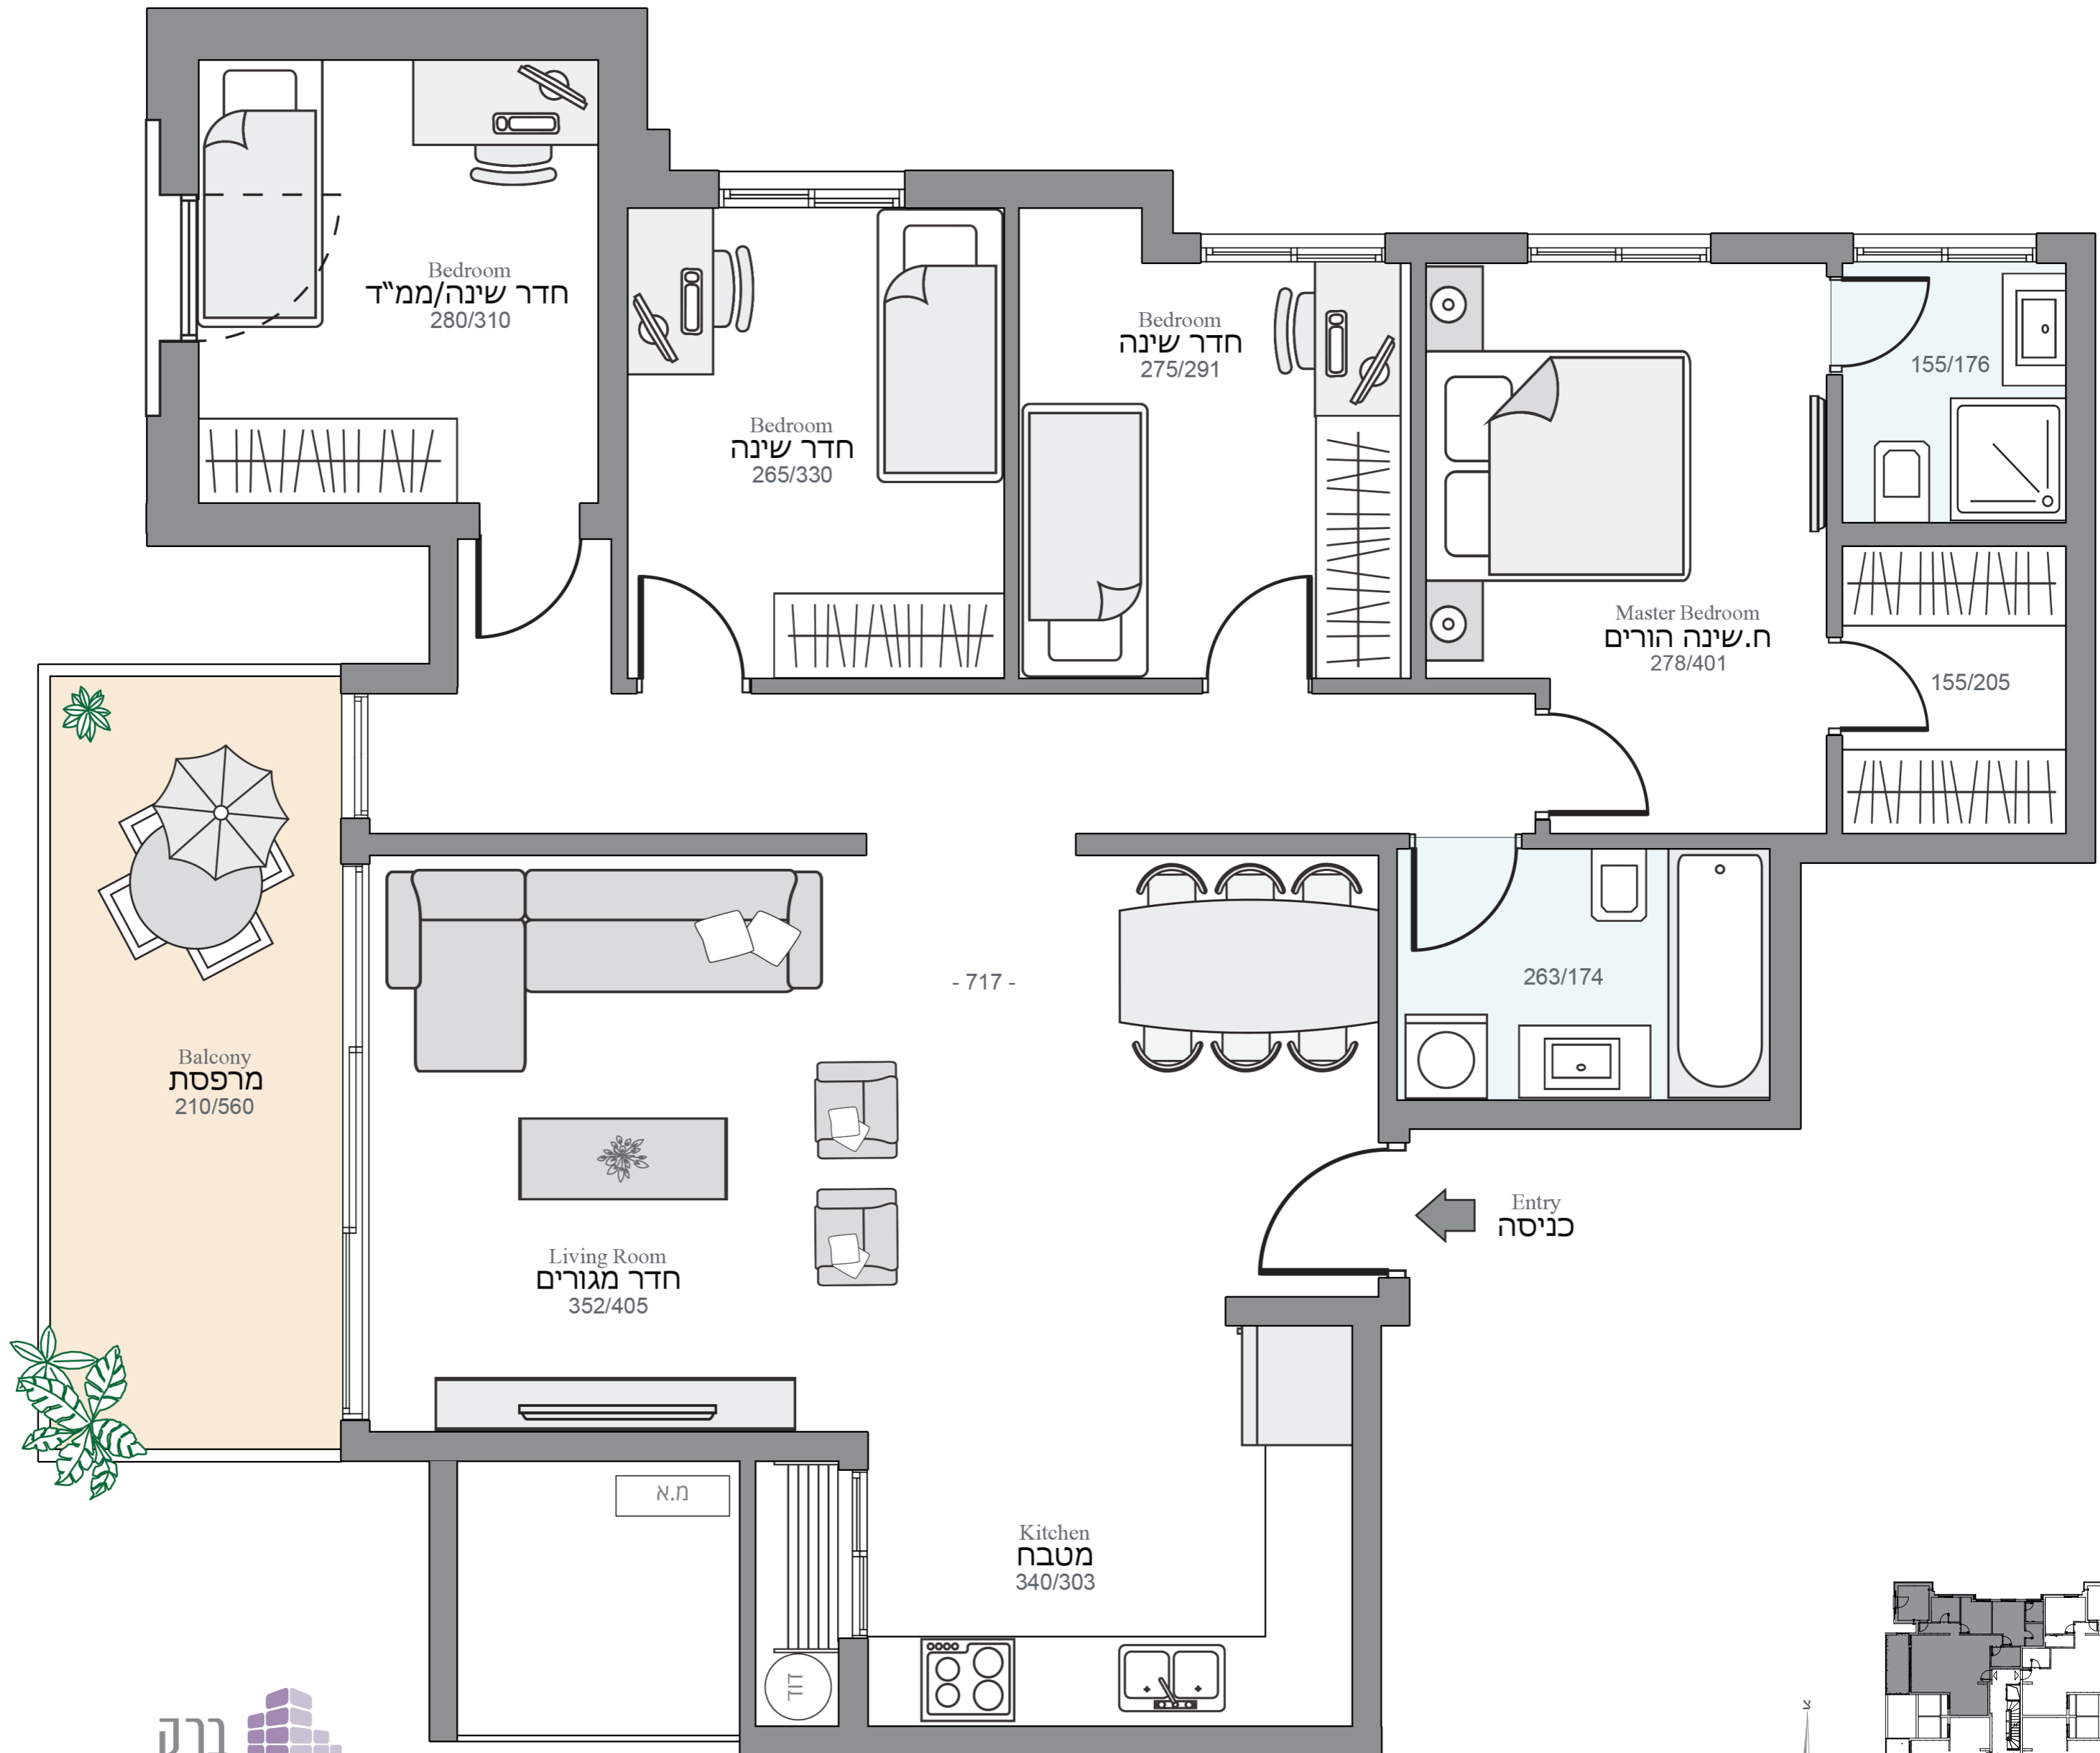 Bedroom
חדר שינה/ממ״ד
280/310
Bedroom
חדר שינה
265/330
Bedroom
חדר שינה
275/291
155/176
Master Bedroom
ח.שינה הורים
278/401
155/205
- 717 -
263/174
Balcony
מרפסת
210/560
Entry
כניסה
Living Room
חדר מגורים
352/405
מ.א
Kitchen
מטבח
340/303
דוד
ברק
צ